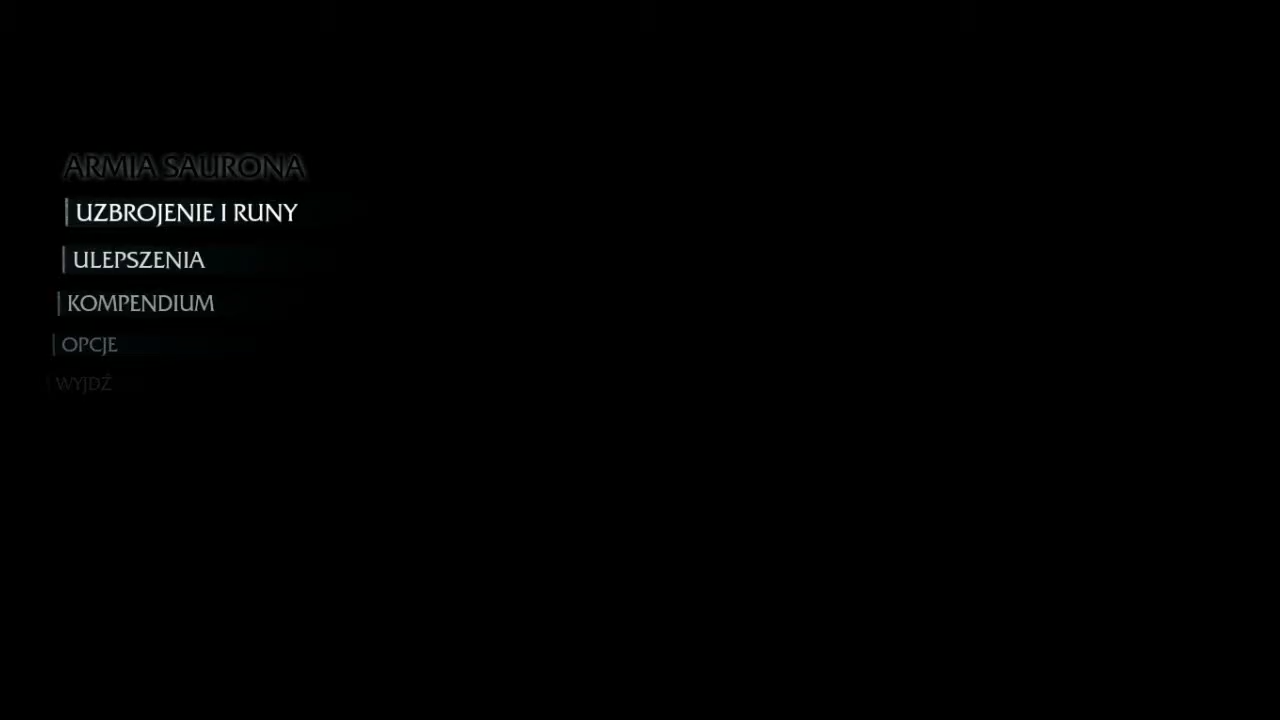 ARMIA SAURONA
UZBROJENIE I RUNY
ULEPSZENIA
KOMPENDIUM
OPCJE
WYJDŹ